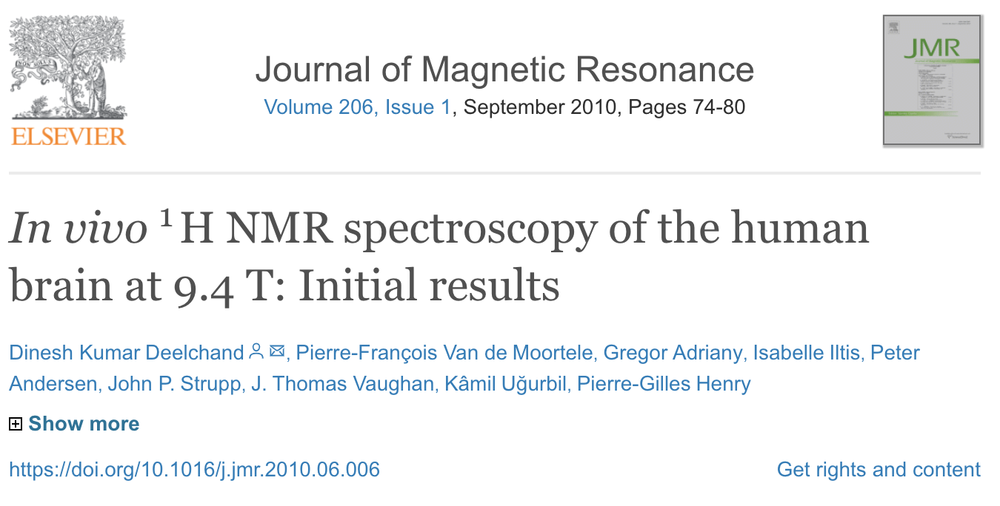 NON SOLUS
ELSEVIER
Journal of Magnetic Resonance
Volume 206, Issue 1, September 2010, Pages 74-80
JMR
In vivo ¹H NMR spectroscopy of the human
brain at 9.4 T: Initial results
Dinesh Kumar Deelchand, Pierre-François Van de Moortele, Gregor Adriany, Isabelle Iltis, Peter
Andersen, John P. Strupp, J. Thomas Vaughan, Kâmil Uğurbil, Pierre-Gilles Henry
Show more
https://doi.org/10.1016/j.jmr.2010.06.006
Get rights and content